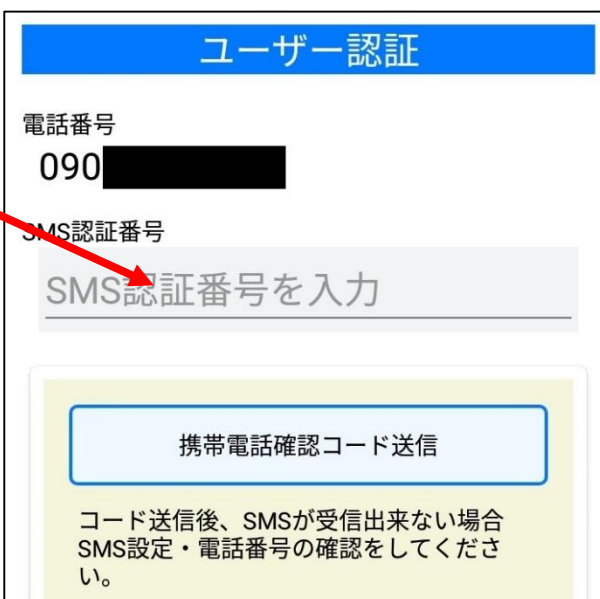 ユーザー認証
電話番号
090
SMS認証番号
SMS認証番号を入力
携帯電話確認コード送信
コード送信後、SMSが受信出来ない場合
SMS設定・電話番号の確認をしてくださ
い。